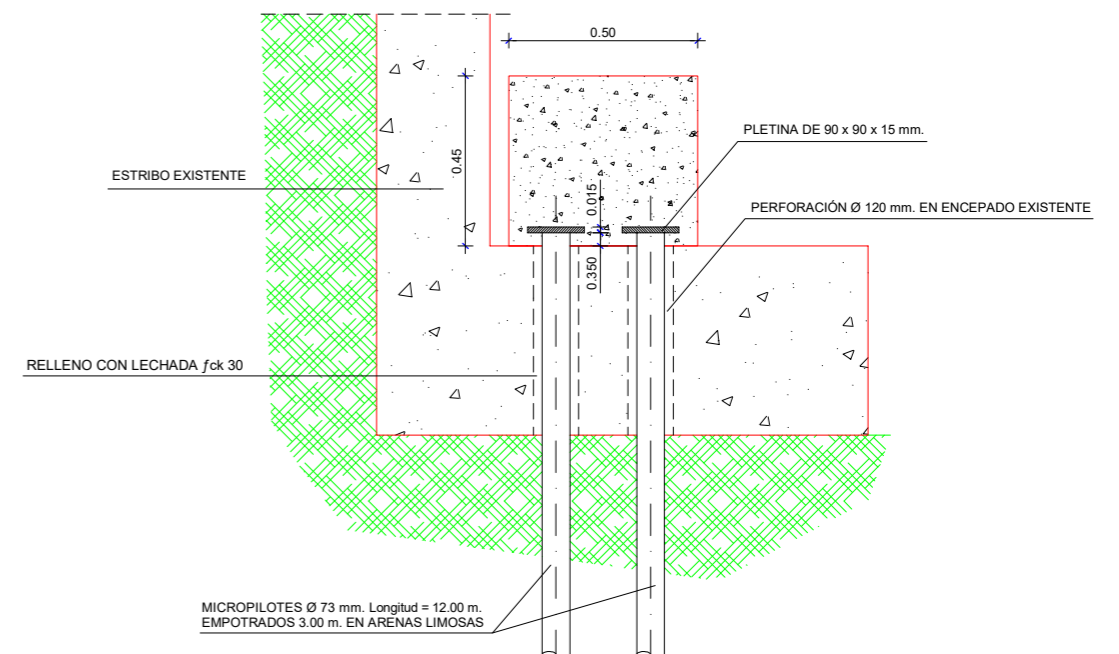 0.50
PLETINA DE 90 x 90 x 15 mm.
0.45
ESTRIBO EXISTENTE
0.015
PERFORACIÓN Ø 120 mm. EN ENCEPADO EXISTENTE
0.350
RELLENO CON LECHADA ƒck 30
MICROPILOTES Ø 73 mm. Longitud = 12.00 m.
EMPOTRADOS 3.00 m. EN ARENAS LIMOSAS